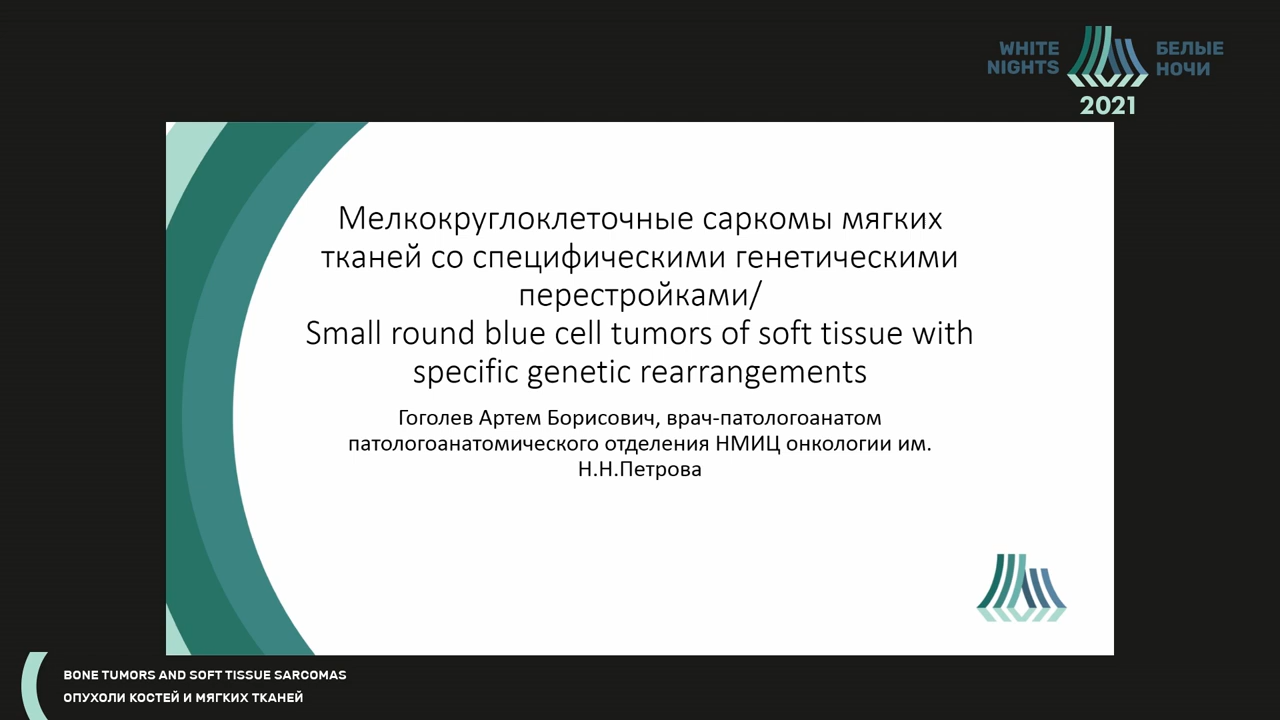 WHITE
NIGHTS
БЕЛЫЕ
НОЧИ
2021
Мелкокруглоклеточные саркомы мягких
тканей со специфическими генетическими
перестройками/
Small round blue cell tumors of soft tissue with
specific genetic rearrangements
Гоголев Артем Борисович, врач-патологоанатом
патологоанатомического отделения НМИЦ онкологии им.
Н.Н.Петрова
BONE TUMORS AND SOFT TISSUE SARCOMAS
ОПУХОЛИ КОСТЕЙ И МЯГКИХ ТКАНЕЙ